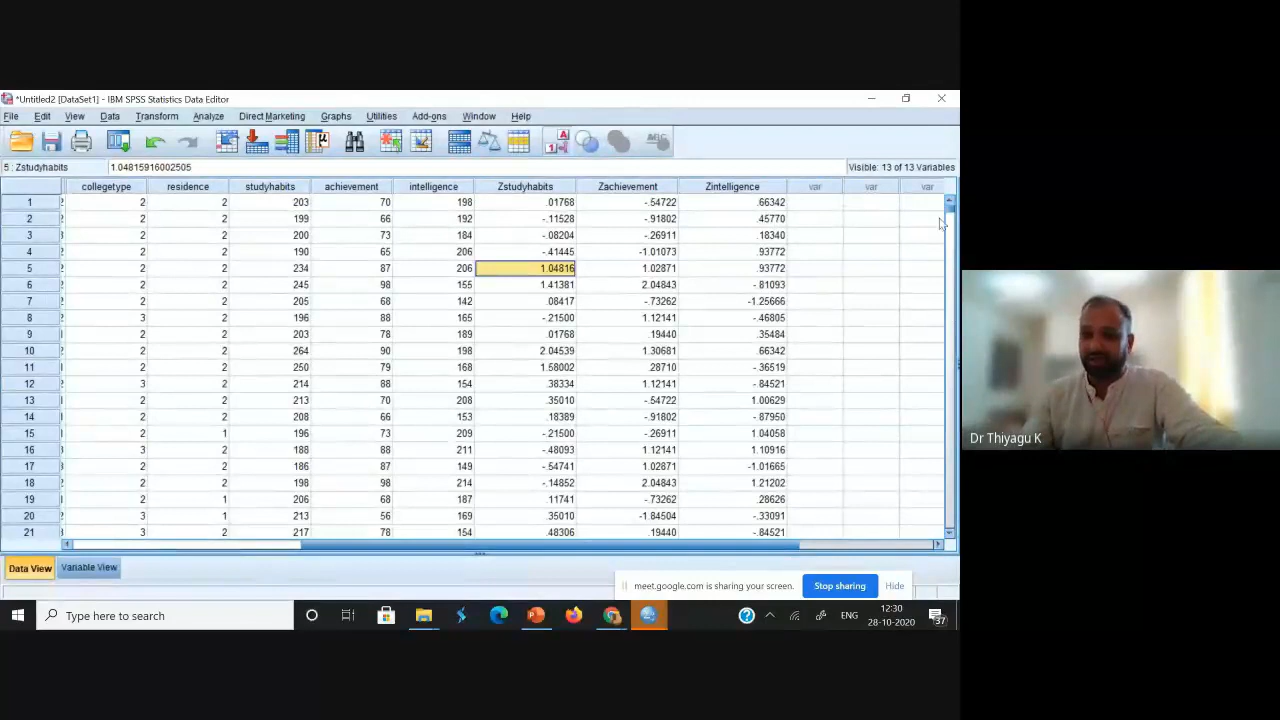 *Untitled2 [DataSet1] - IBM SPSS Statistics Data Editor
File Edit View Data Transform Analyze Direct Marketing Graphs Utilities Add-ons Window Help
5 : Zstudyhabits 1.04815916002505 Visible: 13 of 13 Variables
collegetype residence studyhabits achievement intelligence Zstudyhabits Zachievement Zintelligence var var var
1 2 2 203 70 198 .01768 -.54722 .66342
2 2 2 199 66 192 -.11528 -.91802 .45770
3 2 2 200 73 184 -.08204 -.26911 .18340
4 2 2 190 65 206 -.41445 -1.01073 .93772
5 2 2 234 87 206 1.04816 1.02871 .93772
6 2 2 245 98 155 1.41381 2.04843 -.81093
7 2 2 205 68 142 .08417 -.73262 -1.25666
8 3 2 196 88 165 -.21500 1.12141 -.46805
9 2 2 203 78 189 .01768 .19440 .35484
10 2 2 264 90 198 2.04539 1.30681 .66342
11 2 2 250 79 168 1.58002 .28710 -.36519
12 3 2 214 88 154 .38334 1.12141 -.84521
13 2 2 213 70 208 .35010 -.54722 1.00629
14 2 2 208 66 153 .18389 -.91802 -.87950
15 2 1 196 73 209 -.21500 -.26911 1.04058
16 3 2 188 88 211 -.48093 1.12141 1.10916
17 2 2 186 87 149 -.54741 1.02871 -1.01665
18 2 2 198 98 214 -.14852 2.04843 1.21202
19 2 1 206 68 187 .11741 -.73262 .28626
20 3 1 213 56 169 .35010 -1.84504 -.33091
21 3 2 217 78 154 .48306 .19440 -.84521
Data View Variable View
meet.google.com is sharing your screen. Stop sharing Hide
Type here to search
ENG
12:30
28-10-2020
37
Dr Thiyagu K